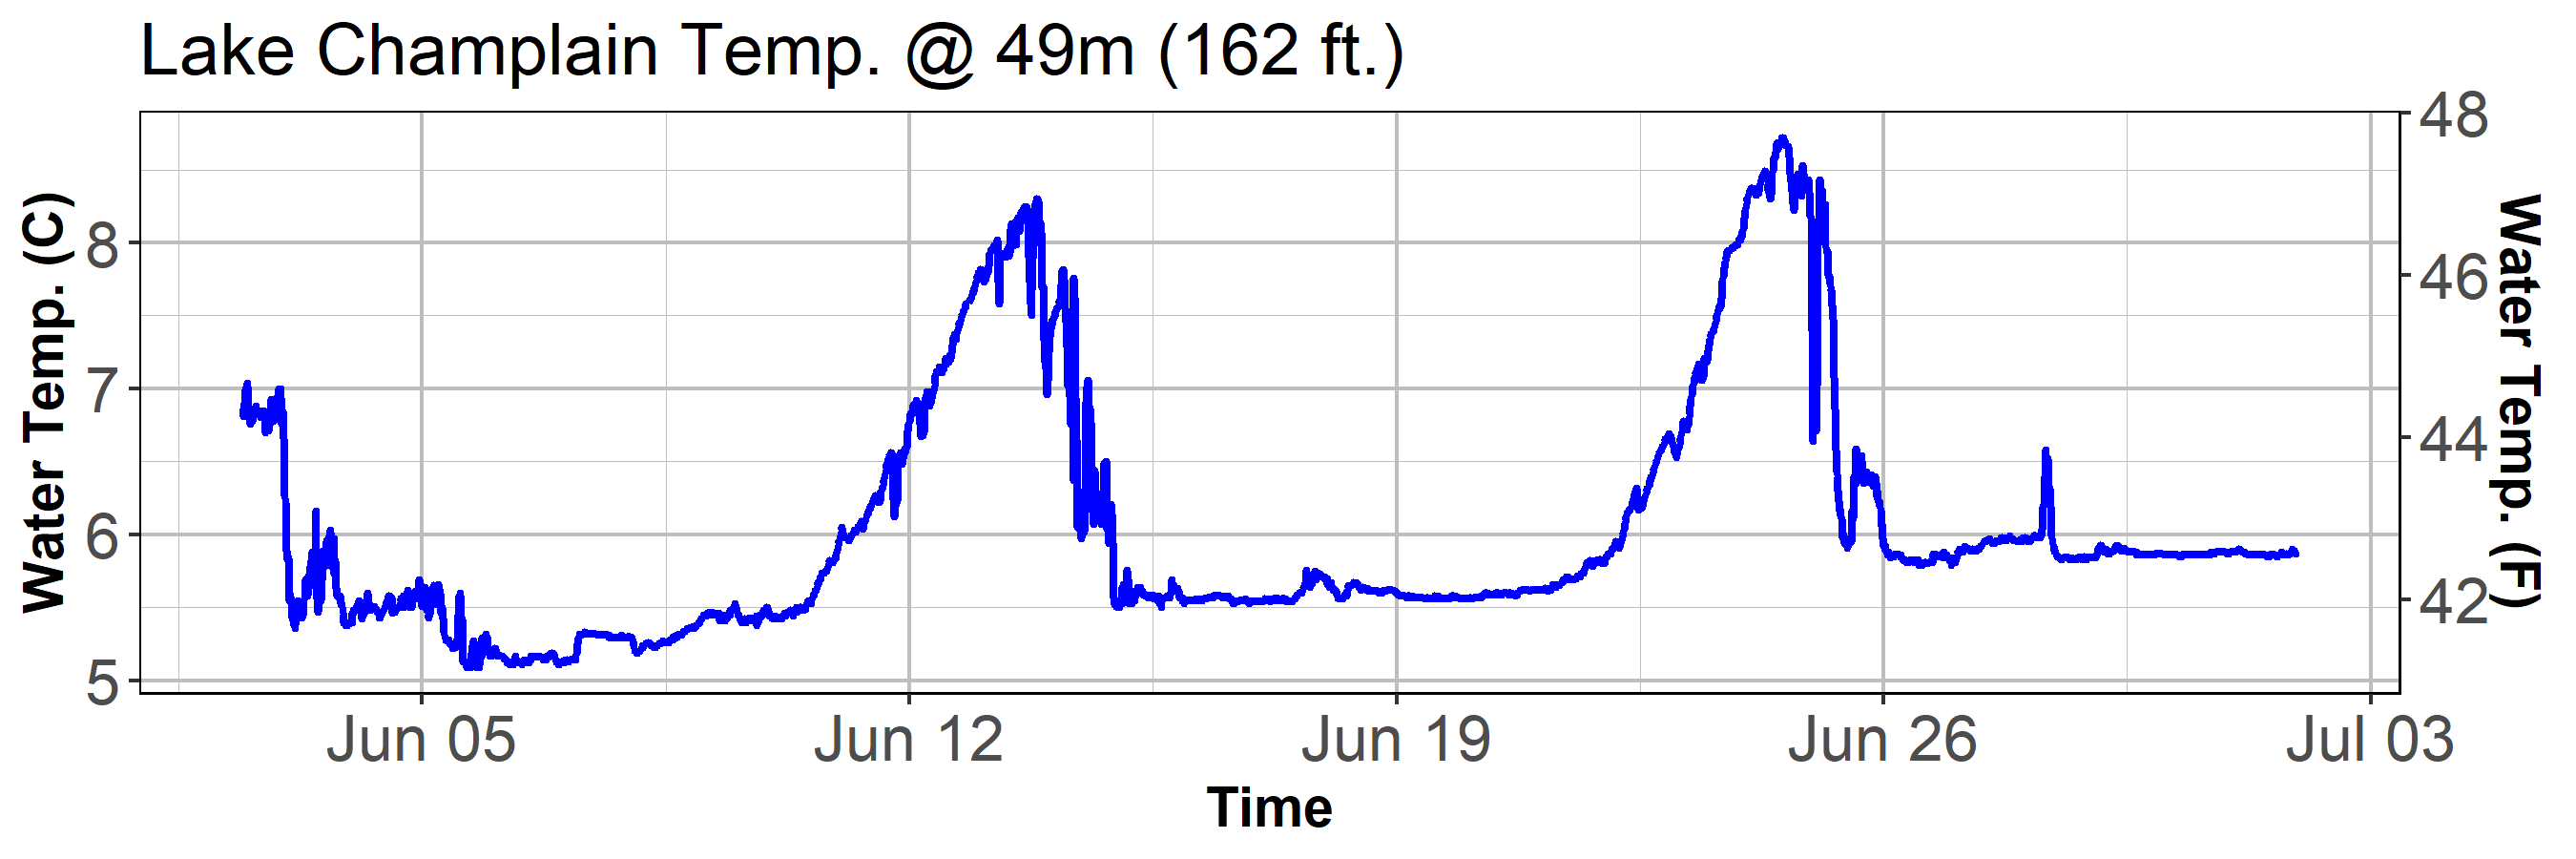 Lake Champlain Temp. @ 49m (162 ft.)
Water Temp. (C)
8
7
6
5
48
46
44
42
Water Temp. (F)
Jun 05
Jun 12
Jun 19
Jun 26
Jul 03
Time